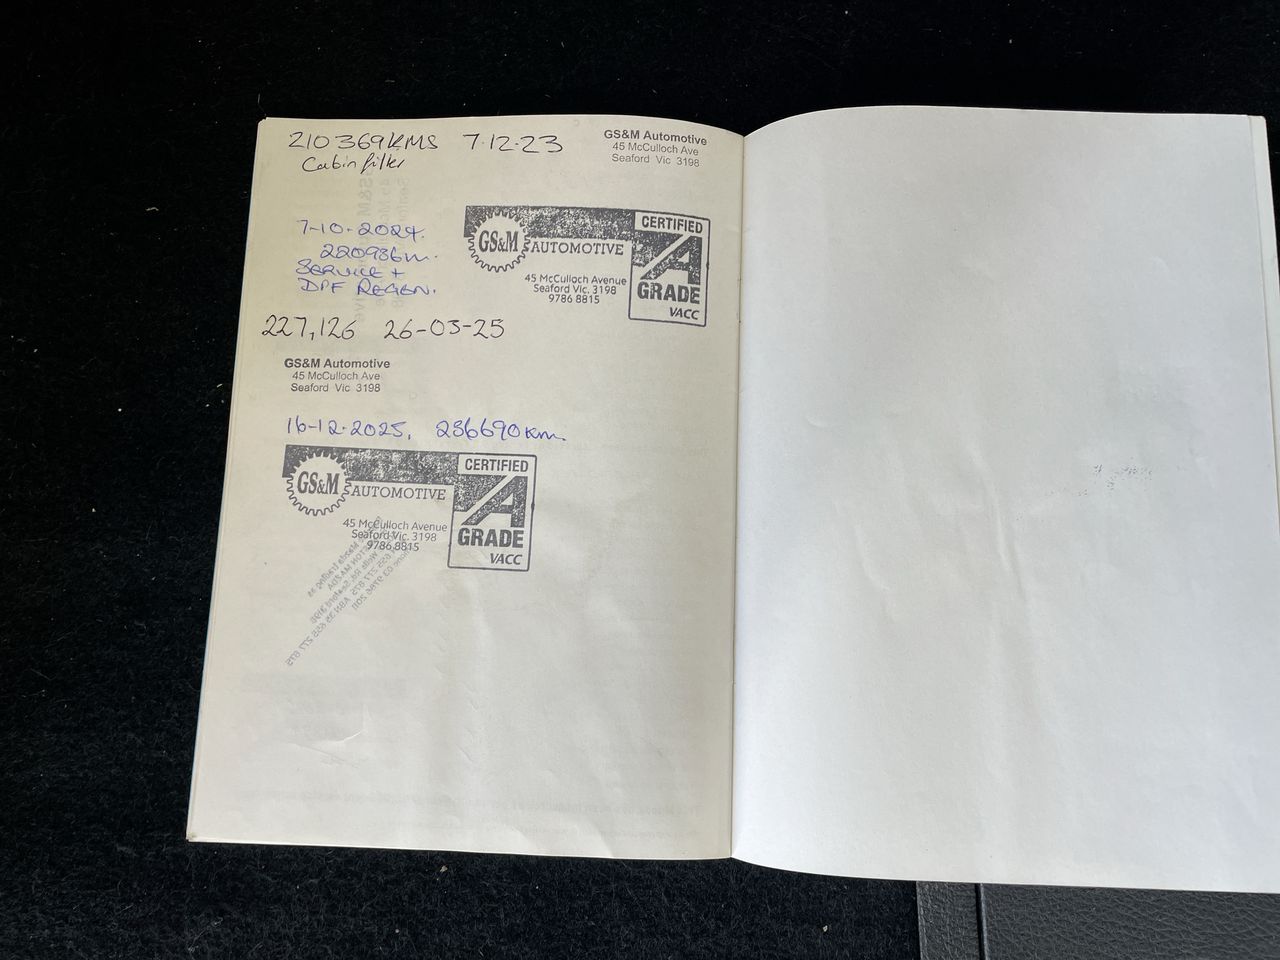 210369KMS 7.12.23
Cabin filter
GS&M Automotive
45 McCulloch Ave
Seaford Vic 3198
7-10-2024.
220936m.
SERVICE +
DPF REGEN.
GS&M AUTOMOTIVE
45 McCulloch Avenue
Seaford Vic. 3198
9786 8815
CERTIFIED
A
GRADE
VACC
227,126 26-03-25
GS&M Automotive
45 McCulloch Ave
Seaford Vic 3198
16-12-2025, 236690km.
GS&M AUTOMOTIVE
45 McCulloch Avenue
Seaford Vic. 3198
9786 8815
CERTIFIED
A
GRADE
VACC